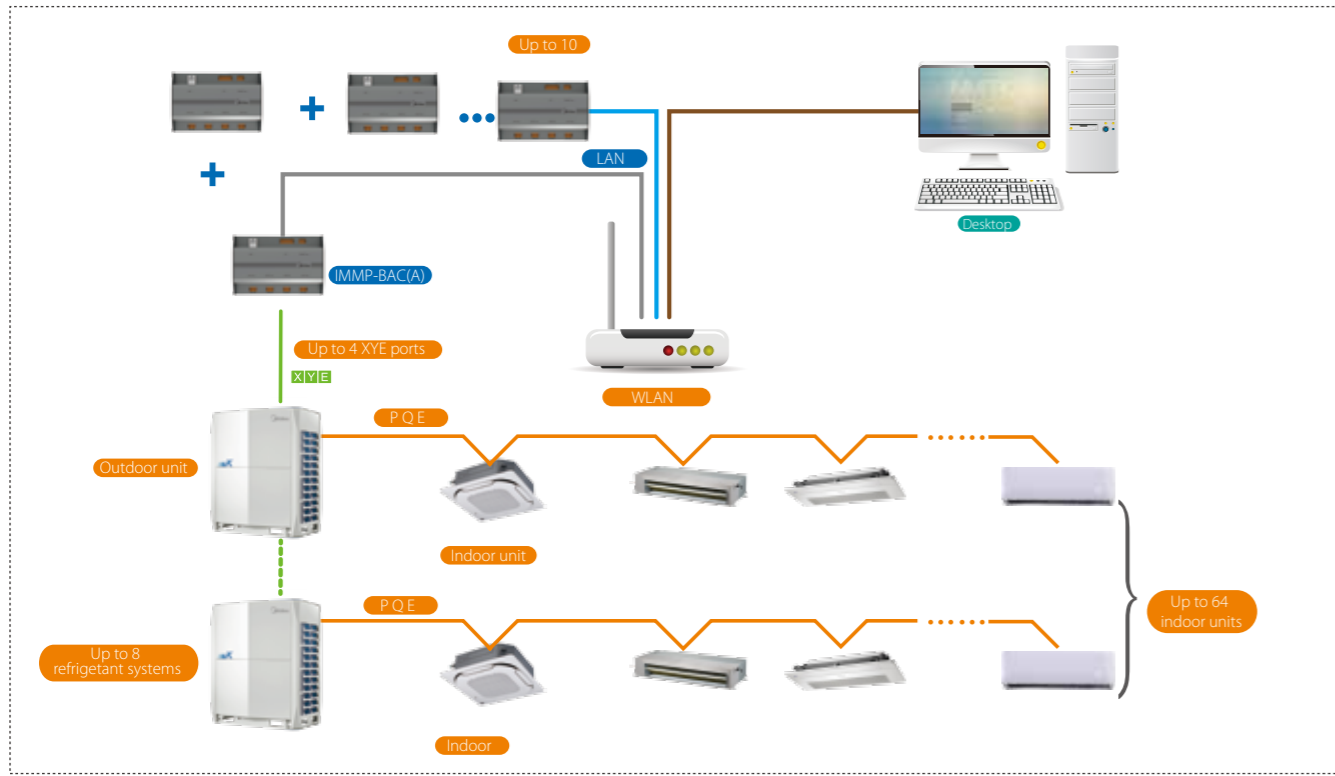 Up to 10
LAN
Desktop
IMMP-BAC(A)
Up to 4 XYE ports
X Y E
WLAN
P Q E
Outdoor unit
Indoor unit
P Q E
Up to 64
indoor units
Up to 8
refrigetant systems
Indoor